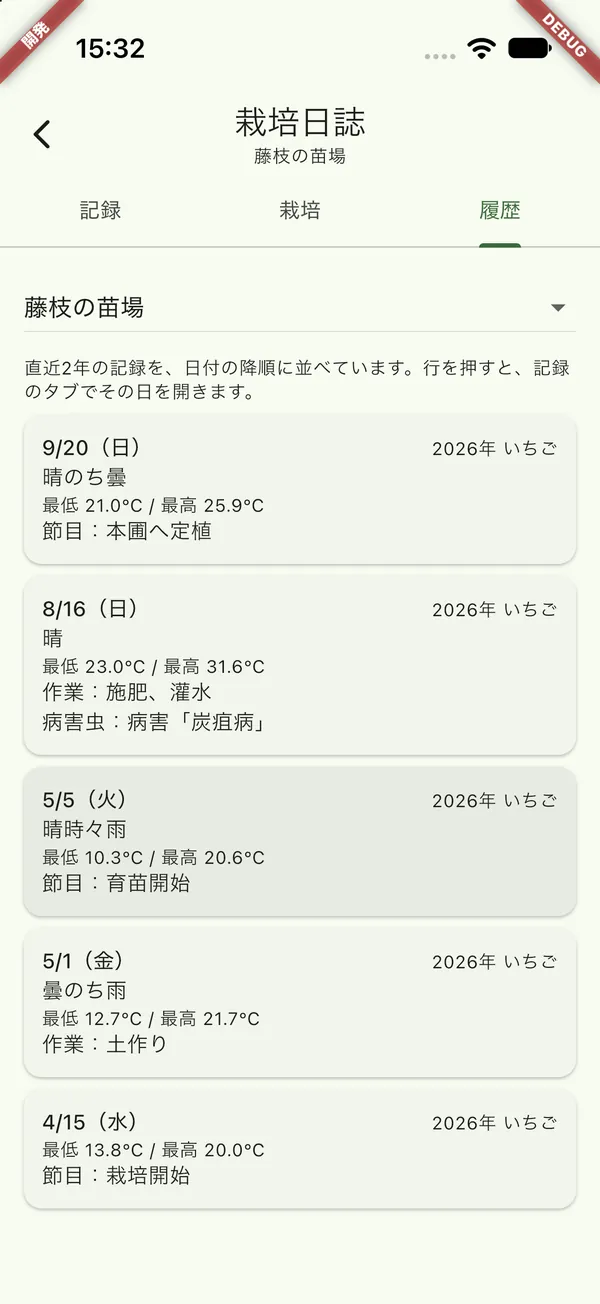 開発
DEBUG
15:32
栽培日誌
藤枝の苗場
記録
栽培
履歴
藤枝の苗場
直近2年の記録を、日付の降順に並べています。行を押すと、記録
のタブでその日を開きます。
9/20（日）
2026年 いちご
晴のち曇
最低 21.0°C / 最高 25.9°C
節目：本圃へ定植
8/16（日）
2026年 いちご
晴
最低 23.0°C / 最高 31.6°C
作業：施肥、灌水
病害虫：病害「炭疽病」
5/5（火）
2026年 いちご
晴時々雨
最低 10.3°C / 最高 20.6°C
節目：育苗開始
5/1（金）
2026年 いちご
曇のち雨
最低 12.7°C / 最高 21.7°C
作業：土作り
4/15（水）
2026年 いちご
最低 13.8°C / 最高 20.0°C
節目：栽培開始